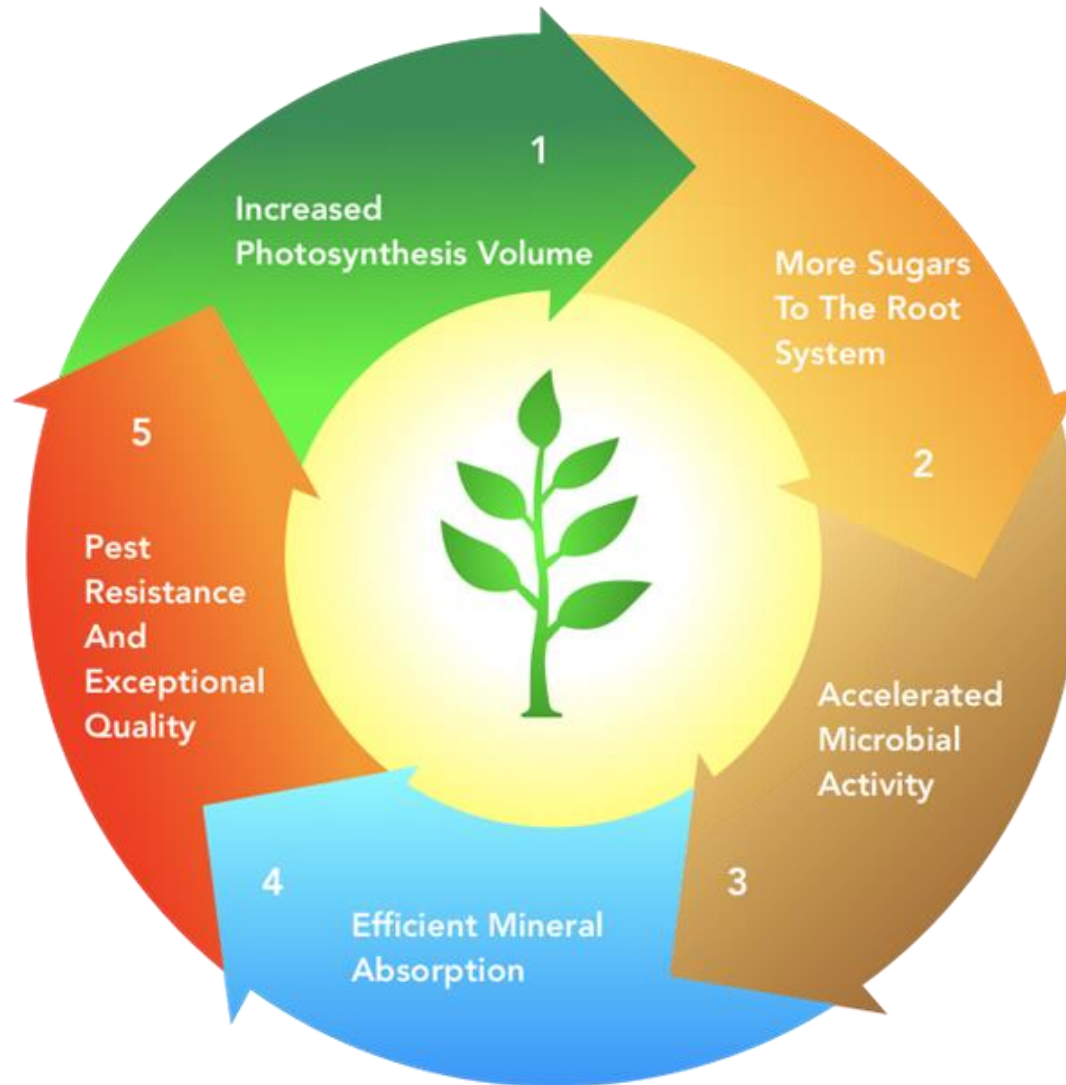 1
Increased
Photosynthesis Volume
More Sugars
To The Root
System
2
Accelerated
Microbial
Activity
3
4
Efficient Mineral
Absorption
5
Pest
Resistance
And
Exceptional
Quality